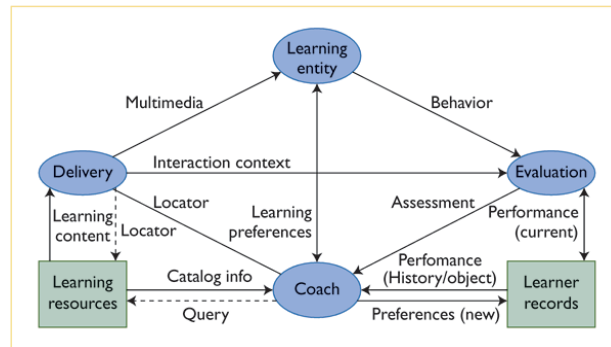 Learning
entity
Multimedia
Behavior
Delivery
Interaction context
Evaluation
Learning
content
Locator
Locator
Learning
preferences
Assessment
Performance
(current)
Learning
resources
Catalog info
Query
Coach
Perfomance
(History/object)
Preferences (new)
Learner
records